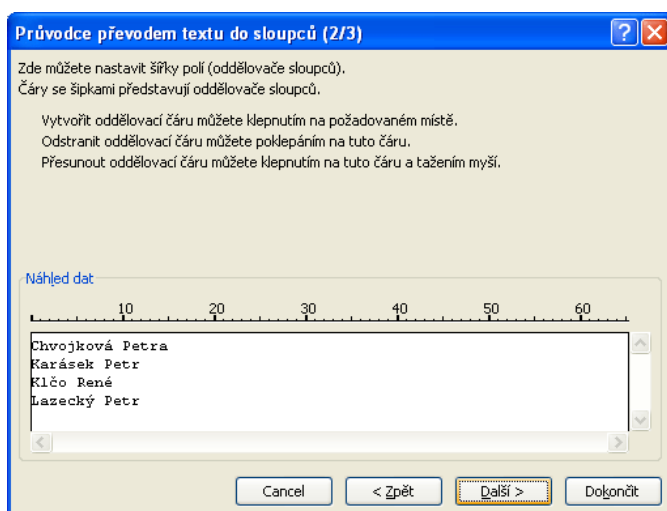 Průvodce převodem textu do sloupců (2/3)
Zde můžete nastavit šířky polí (oddělovače sloupců).
Čáry se šipkami představují oddělovače sloupců.
Vytvořit oddělovací čáru můžete klepnutím na požadovaném místě.
Odstranit oddělovací čáru můžete poklepáním na tuto čáru.
Přesunout oddělovací čáru můžete klepnutím na tuto čáru a tažením myší.
Náhled dat
10 20 30 40 50 60
Chvojková Petra
Karásek Petr
Klčo René
Lazecký Petr
Cancel < Zpět Další > Dokončit